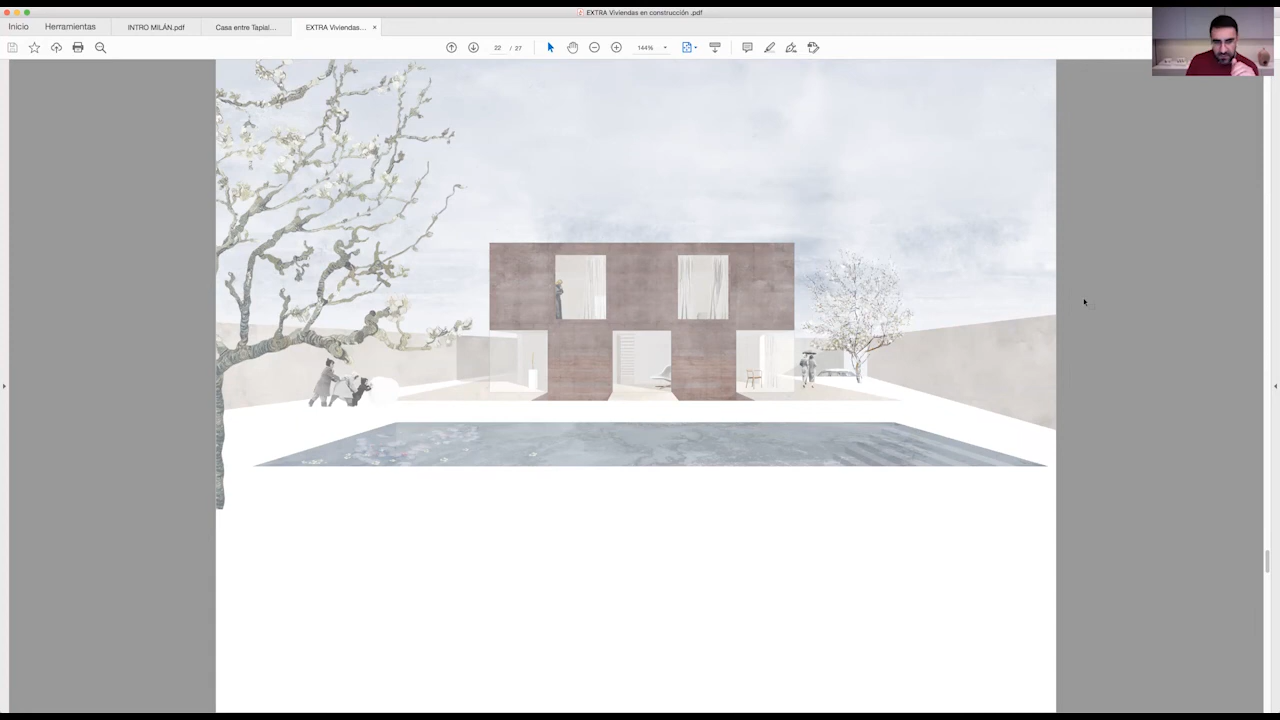 EXTRA Viviendas en construcción .pdf
Inicio Herramientas INTRO MILÁN.pdf Casa entre Tapial... EXTRA Viviendas... ×
22 / 27 144%